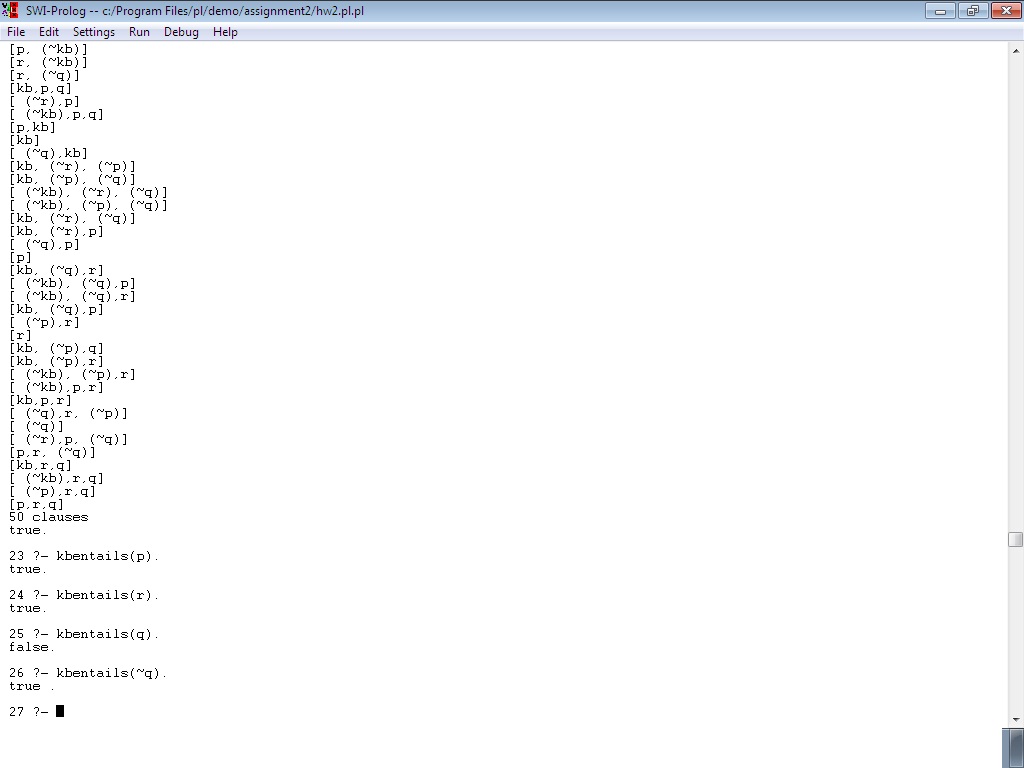 SWI-Prolog -- c:/Program Files/pl/demo/assignment2/hw2.pl.pl
File Edit Settings Run Debug Help
[p, (~kb)]
[r, (~kb)]
[r, (~q)]
[kb,p,q]
[ (~r),p]
[ (~kb),p,q]
[p,kb]
[kb]
[ (~q),kb]
[kb, (~r), (~p)]
[kb, (~p), (~q)]
[ (~kb), (~r), (~q)]
[ (~kb), (~p), (~q)]
[kb, (~r), (~q)]
[kb, (~r),p]
[ (~q),p]
[p]
[kb, (~q),r]
[ (~kb), (~q),p]
[ (~kb), (~q),r]
[kb, (~q),p]
[ (~p),r]
[r]
[kb, (~p),q]
[kb, (~p),r]
[ (~kb), (~p),r]
[ (~kb),p,r]
[kb,p,r]
[ (~q),r, (~p)]
[ (~q)]
[ (~r),p, (~q)]
[p,r, (~q)]
[kb,r,q]
[ (~kb),r,q]
[ (~p),r,q]
[p,r,q]
50 clauses
true.
23 ?- kbentails(p).
true.
24 ?- kbentails(r).
true.
25 ?- kbentails(q).
false.
26 ?- kbentails(~q).
true .
27 ?-